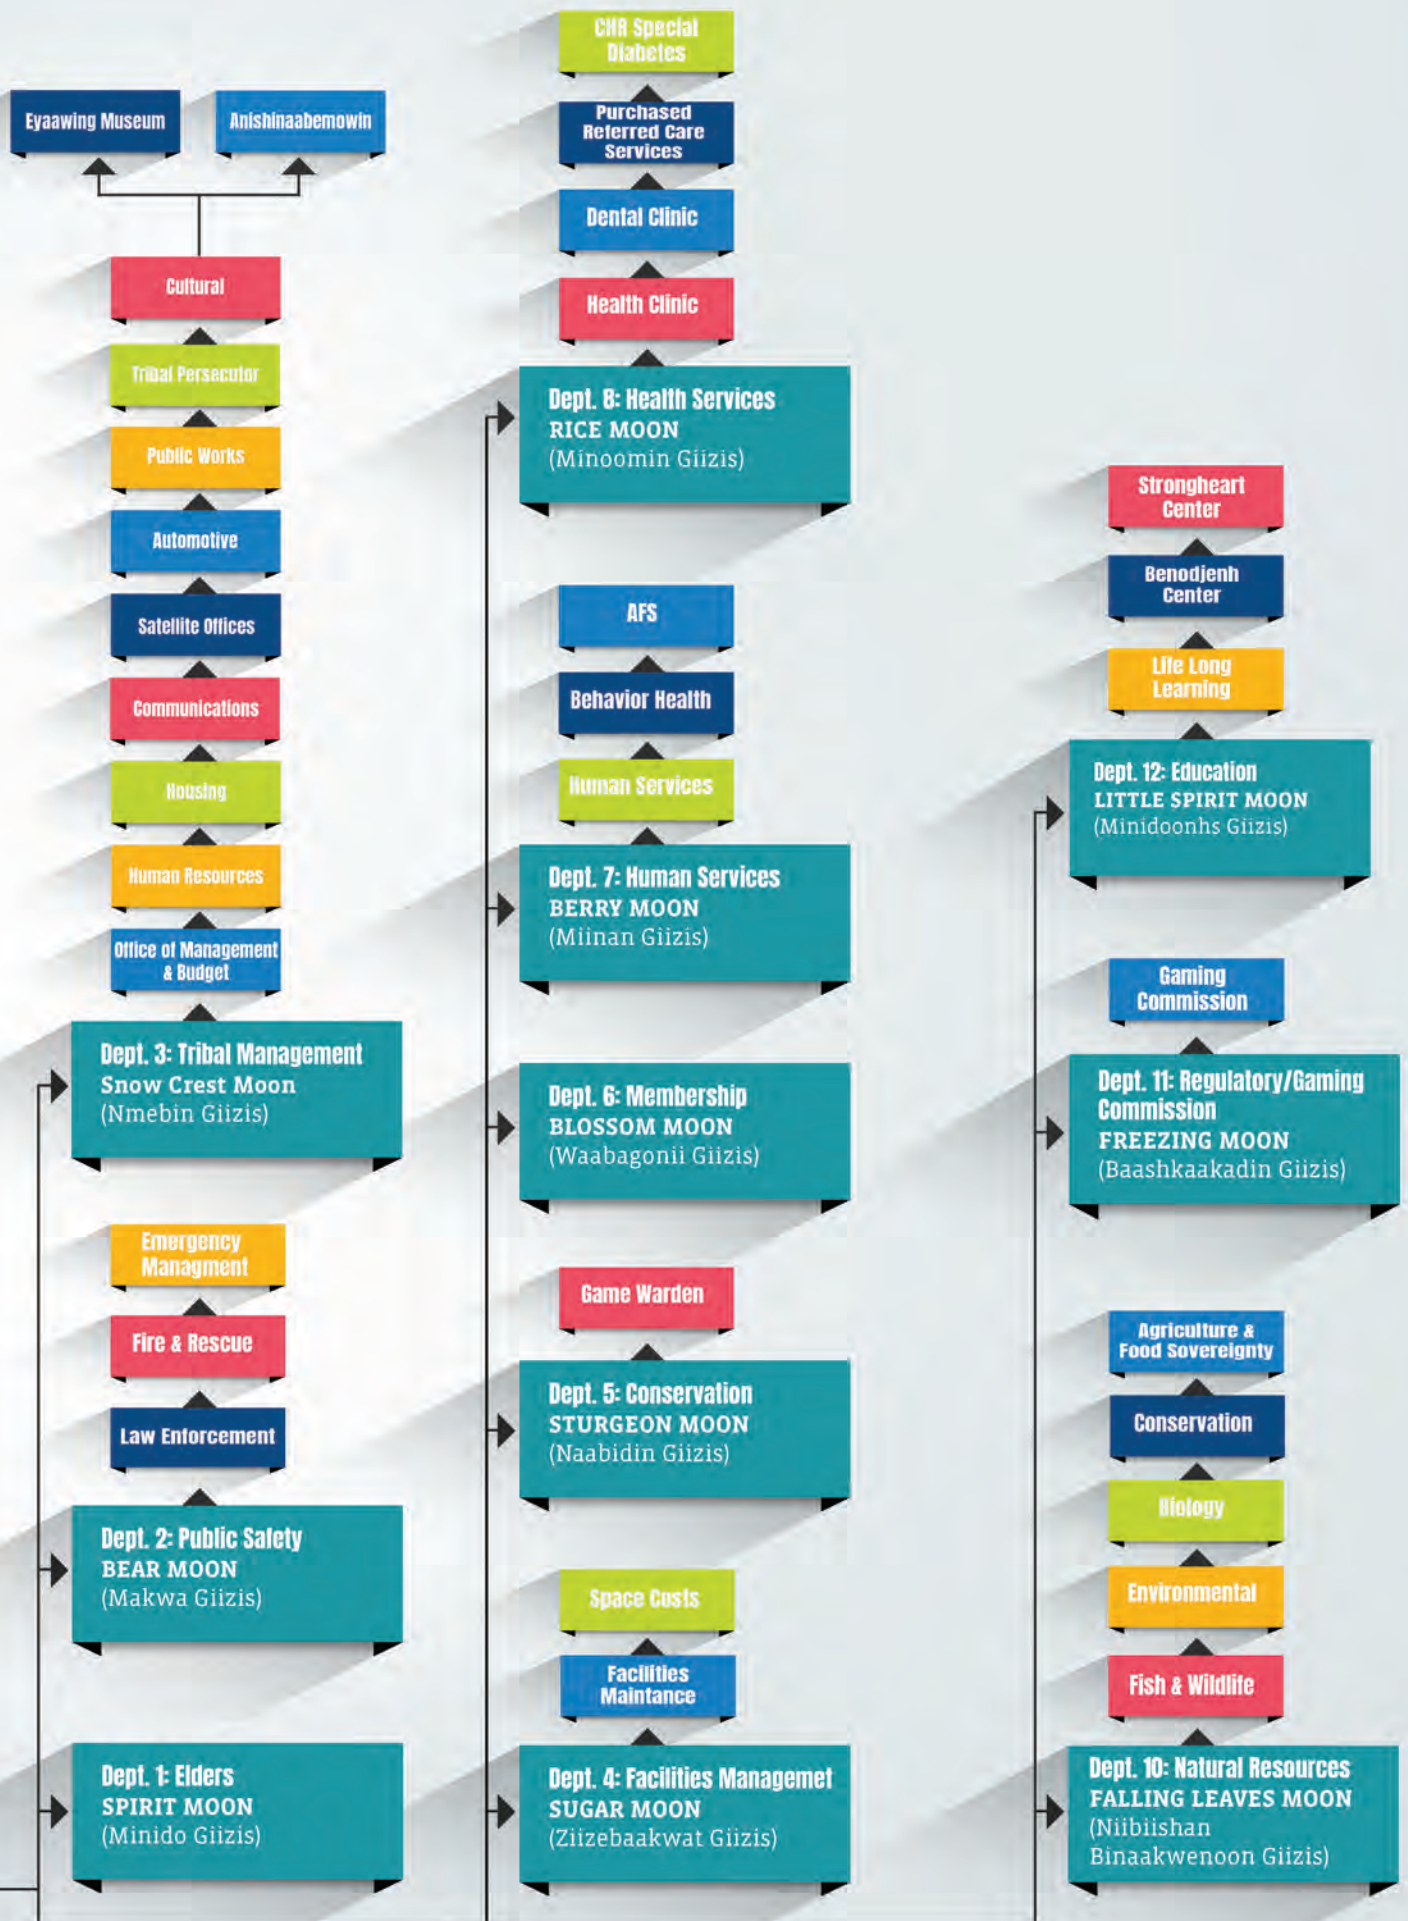 Eyaawing Museum
Anishinaabemowin
Cultural
Tribal Persecutor
Public Works
Automotive
Satellite Offices
Communications
Housing
Human Resources
Office of Management
& Budget
Dept. 3: Tribal Management
Snow Crest Moon
(Nmebin Giizis)
Emergency
Managment
Fire & Rescue
Law Enforcement
Dept. 2: Public Safety
BEAR MOON
(Makwa Giizis)
Dept. 1: Elders
SPIRIT MOON
(Minido Giizis)
CHR Special
Diabetes
Purchased
Referred Care
Services
Dental Clinic
Health Clinic
Dept. 8: Health Services
RICE MOON
(Minoomin Giizis)
AFS
Behavior Health
Human Services
Dept. 7: Human Services
BERRY MOON
(Miinan Giizis)
Dept. 6: Membership
BLOSSOM MOON
(Waabagonii Giizis)
Game Warden
Dept. 5: Conservation
STURGEON MOON
(Naabidin Giizis)
Space Costs
Facilities
Maintance
Dept. 4: Facilities Managemet
SUGAR MOON
(Ziizebaakwat Giizis)
Strongheart
Center
Benodjenh
Center
Life Long
Learning
Dept. 12: Education
LITTLE SPIRIT MOON
(Minidoonhs Giizis)
Gaming
Commission
Dept. 11: Regulatory/Gaming
Commission
FREEZING MOON
(Baashkaakadin Giizis)
Agriculture &
Food Sovereignty
Conservation
Biology
Environmental
Fish & Wildlife
Dept. 10: Natural Resources
FALLING LEAVES MOON
(Niibiishan
Binaakwenoon Giizis)